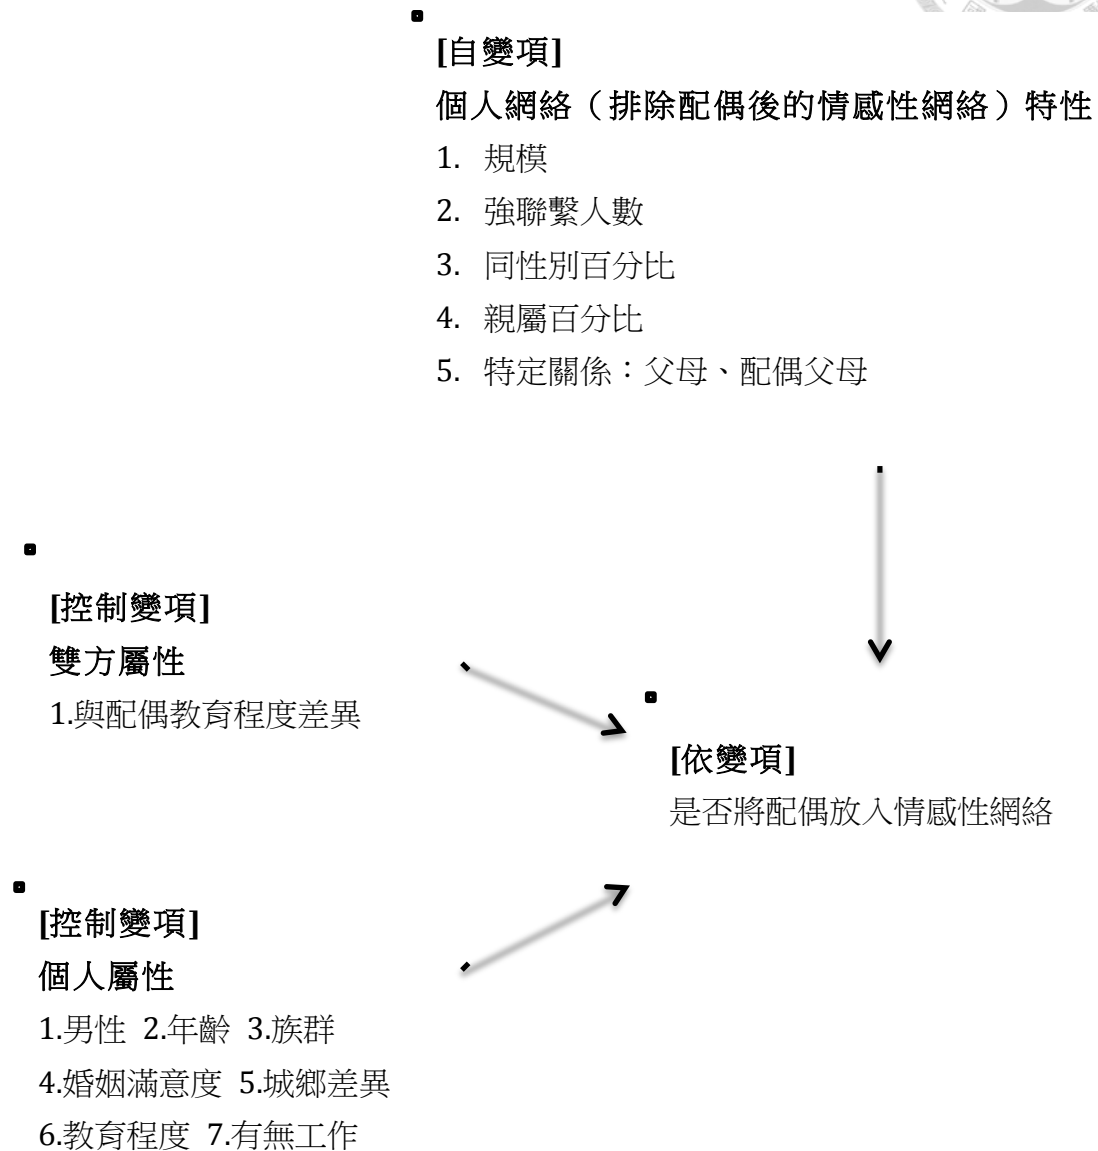 [自變項]
個人網絡（排除配偶後的情感性網絡）特性
1. 規模
2. 強聯繫人數
3. 同性別百分比
4. 親屬百分比
5. 特定關係：父母、配偶父母
[控制變項]
雙方屬性
1.與配偶教育程度差異
[依變項]
是否將配偶放入情感性網絡
[控制變項]
個人屬性
1.男性 2.年齡 3.族群
4.婚姻滿意度 5.城鄉差異
6.教育程度 7.有無工作